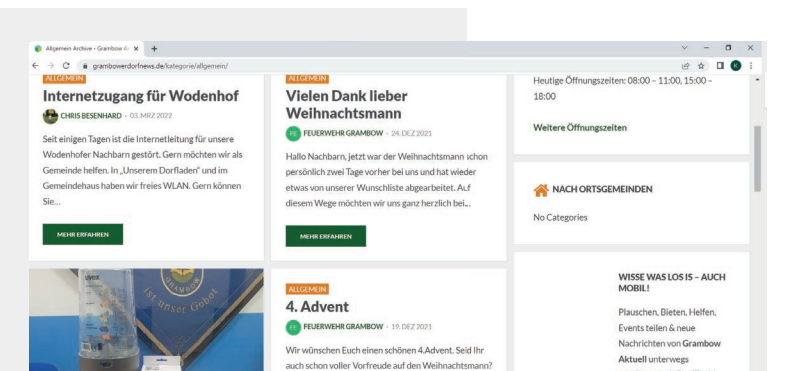 Allgemein Archive - Grambow A
grambowerdorfnews.de/kategorie/allgemein/
K
ALLGEMEIN
Internetzugang für Wodenhof
CHRIS BESENHARD - 03. MRZ 2022
Seit einigen Tagen ist die Internetleitung für unsere
Wodenhofer Nachbarn gestört. Gern möchten wir als
Gemeinde helfen. In „Unserem Dorfladen" und im
Gemeindehaus haben wir freies WLAN. Gern können
Sie...
MEHR ERFAHREN
GRAMBOW
ist unser Gebot
ALLGEMEIN
Vielen Dank lieber
Weihnachtsmann
FE FEUERWEHR GRAMBOW - 24. DEZ 2021
Hallo Nachbarn, jetzt war der Weihnachtsmann schon
persönlich zwei Tage vorher bei uns und hat wieder
etwas von unserer Wunschliste abgearbeitet. Auf
diesem Wege möchten wir uns ganz herzlich bei...
MEHR ERFAHREN
ALLGEMEIN
4. Advent
FE FEUERWEHR GRAMBOW - 19. DEZ 2021
Wir wünschen Euch einen schönen 4.Advent. Seid Ihr
auch schon voller Vorfreude auf den Weihnachtsmann?
Heutige Öffnungszeiten: 08:00 – 11:00, 15:00 –
18:00
Weitere Öffnungszeiten
NACH ORTSGEMEINDEN
No Categories
WISSE WAS LOS IS – AUCH
MOBIL!
Plauschen, Bieten, Helfen,
Events teilen & neue
Nachrichten von Grambow
Aktuell unterwegs